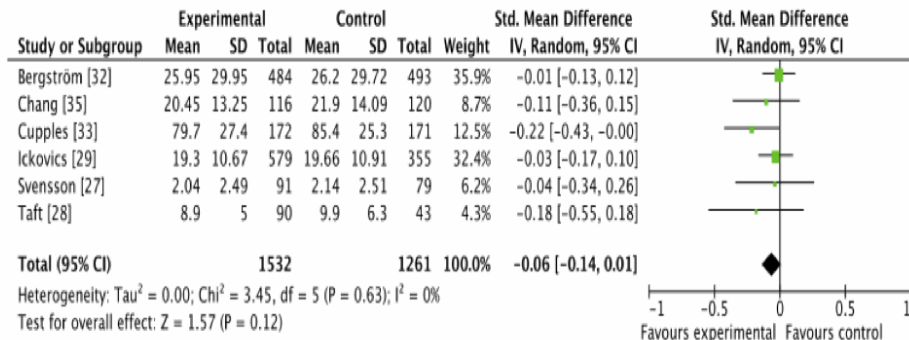 Experimental Control Std. Mean Difference Std. Mean Difference
Study or Subgroup Mean SD Total Mean SD Total Weight IV, Random, 95% CI IV, Random, 95% CI
Bergström [32] 25.95 29.95 484 26.2 29.72 493 35.9% -0.01 [-0.13, 0.12]
Chang [35] 20.45 13.25 116 21.9 14.09 120 8.7% -0.11 [-0.36, 0.15]
Cupples [33] 79.7 27.4 172 85.4 25.3 171 12.5% -0.22 [-0.43, -0.00]
Ickovics [29] 19.3 10.67 579 19.66 10.91 355 32.4% -0.03 [-0.17, 0.10]
Svensson [27] 2.04 2.49 91 2.14 2.51 79 6.2% -0.04 [-0.34, 0.26]
Taft [28] 8.9 5 90 9.9 6.3 43 4.3% -0.18 [-0.55, 0.18]
Total (95% CI) 1532 1261 100.0% -0.06 [-0.14, 0.01]
Heterogeneity: Tau² = 0.00; Chi² = 3.45, df = 5 (P = 0.63); I² = 0%
Test for overall effect: Z = 1.57 (P = 0.12)
-1 -0.5 0 0.5 1
Favours experimental Favours control